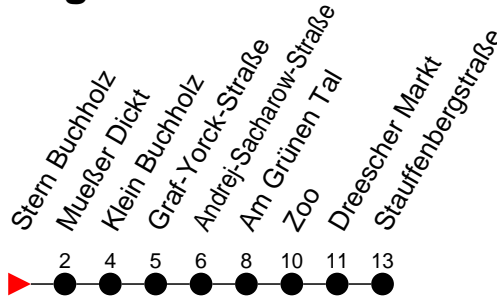 Stern Buchholz
Mueßer Dickt
Klein Buchholz
Graf-Yorck-Straße
Andrej-Sacharow-Straße
Am Grünen Tal
Zoo
Dreescher Markt
Stauffenbergstraße
2 4 5 6 8 10 11 13